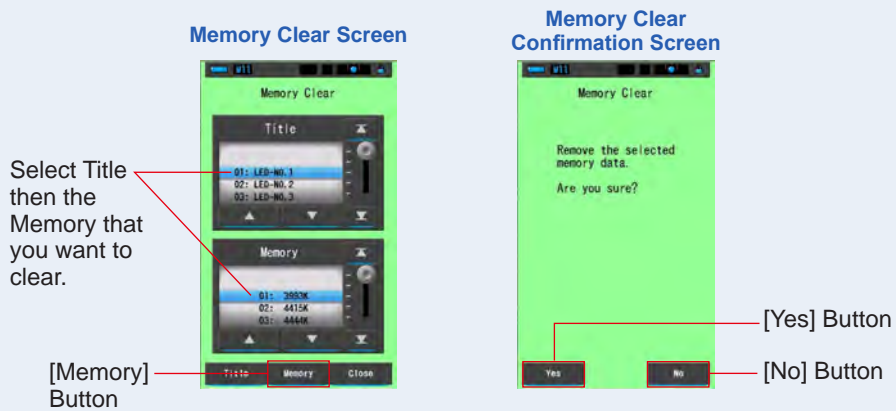 Memory Clear Screen
Memory Clear
Confirmation Screen
Select Title
then the
Memory that
you want to
clear.
[Memory]
Button
Memory Clear
Title
01: LED-NO.1
02: LED-NO.2
03: LED-NO.3
Memory
01: 3993K
02: 4415K
03: 4444K
Title Memory Close
Memory Clear
Remove the selected
memory data.
Are you sure?
Yes No
[Yes] Button
[No] Button